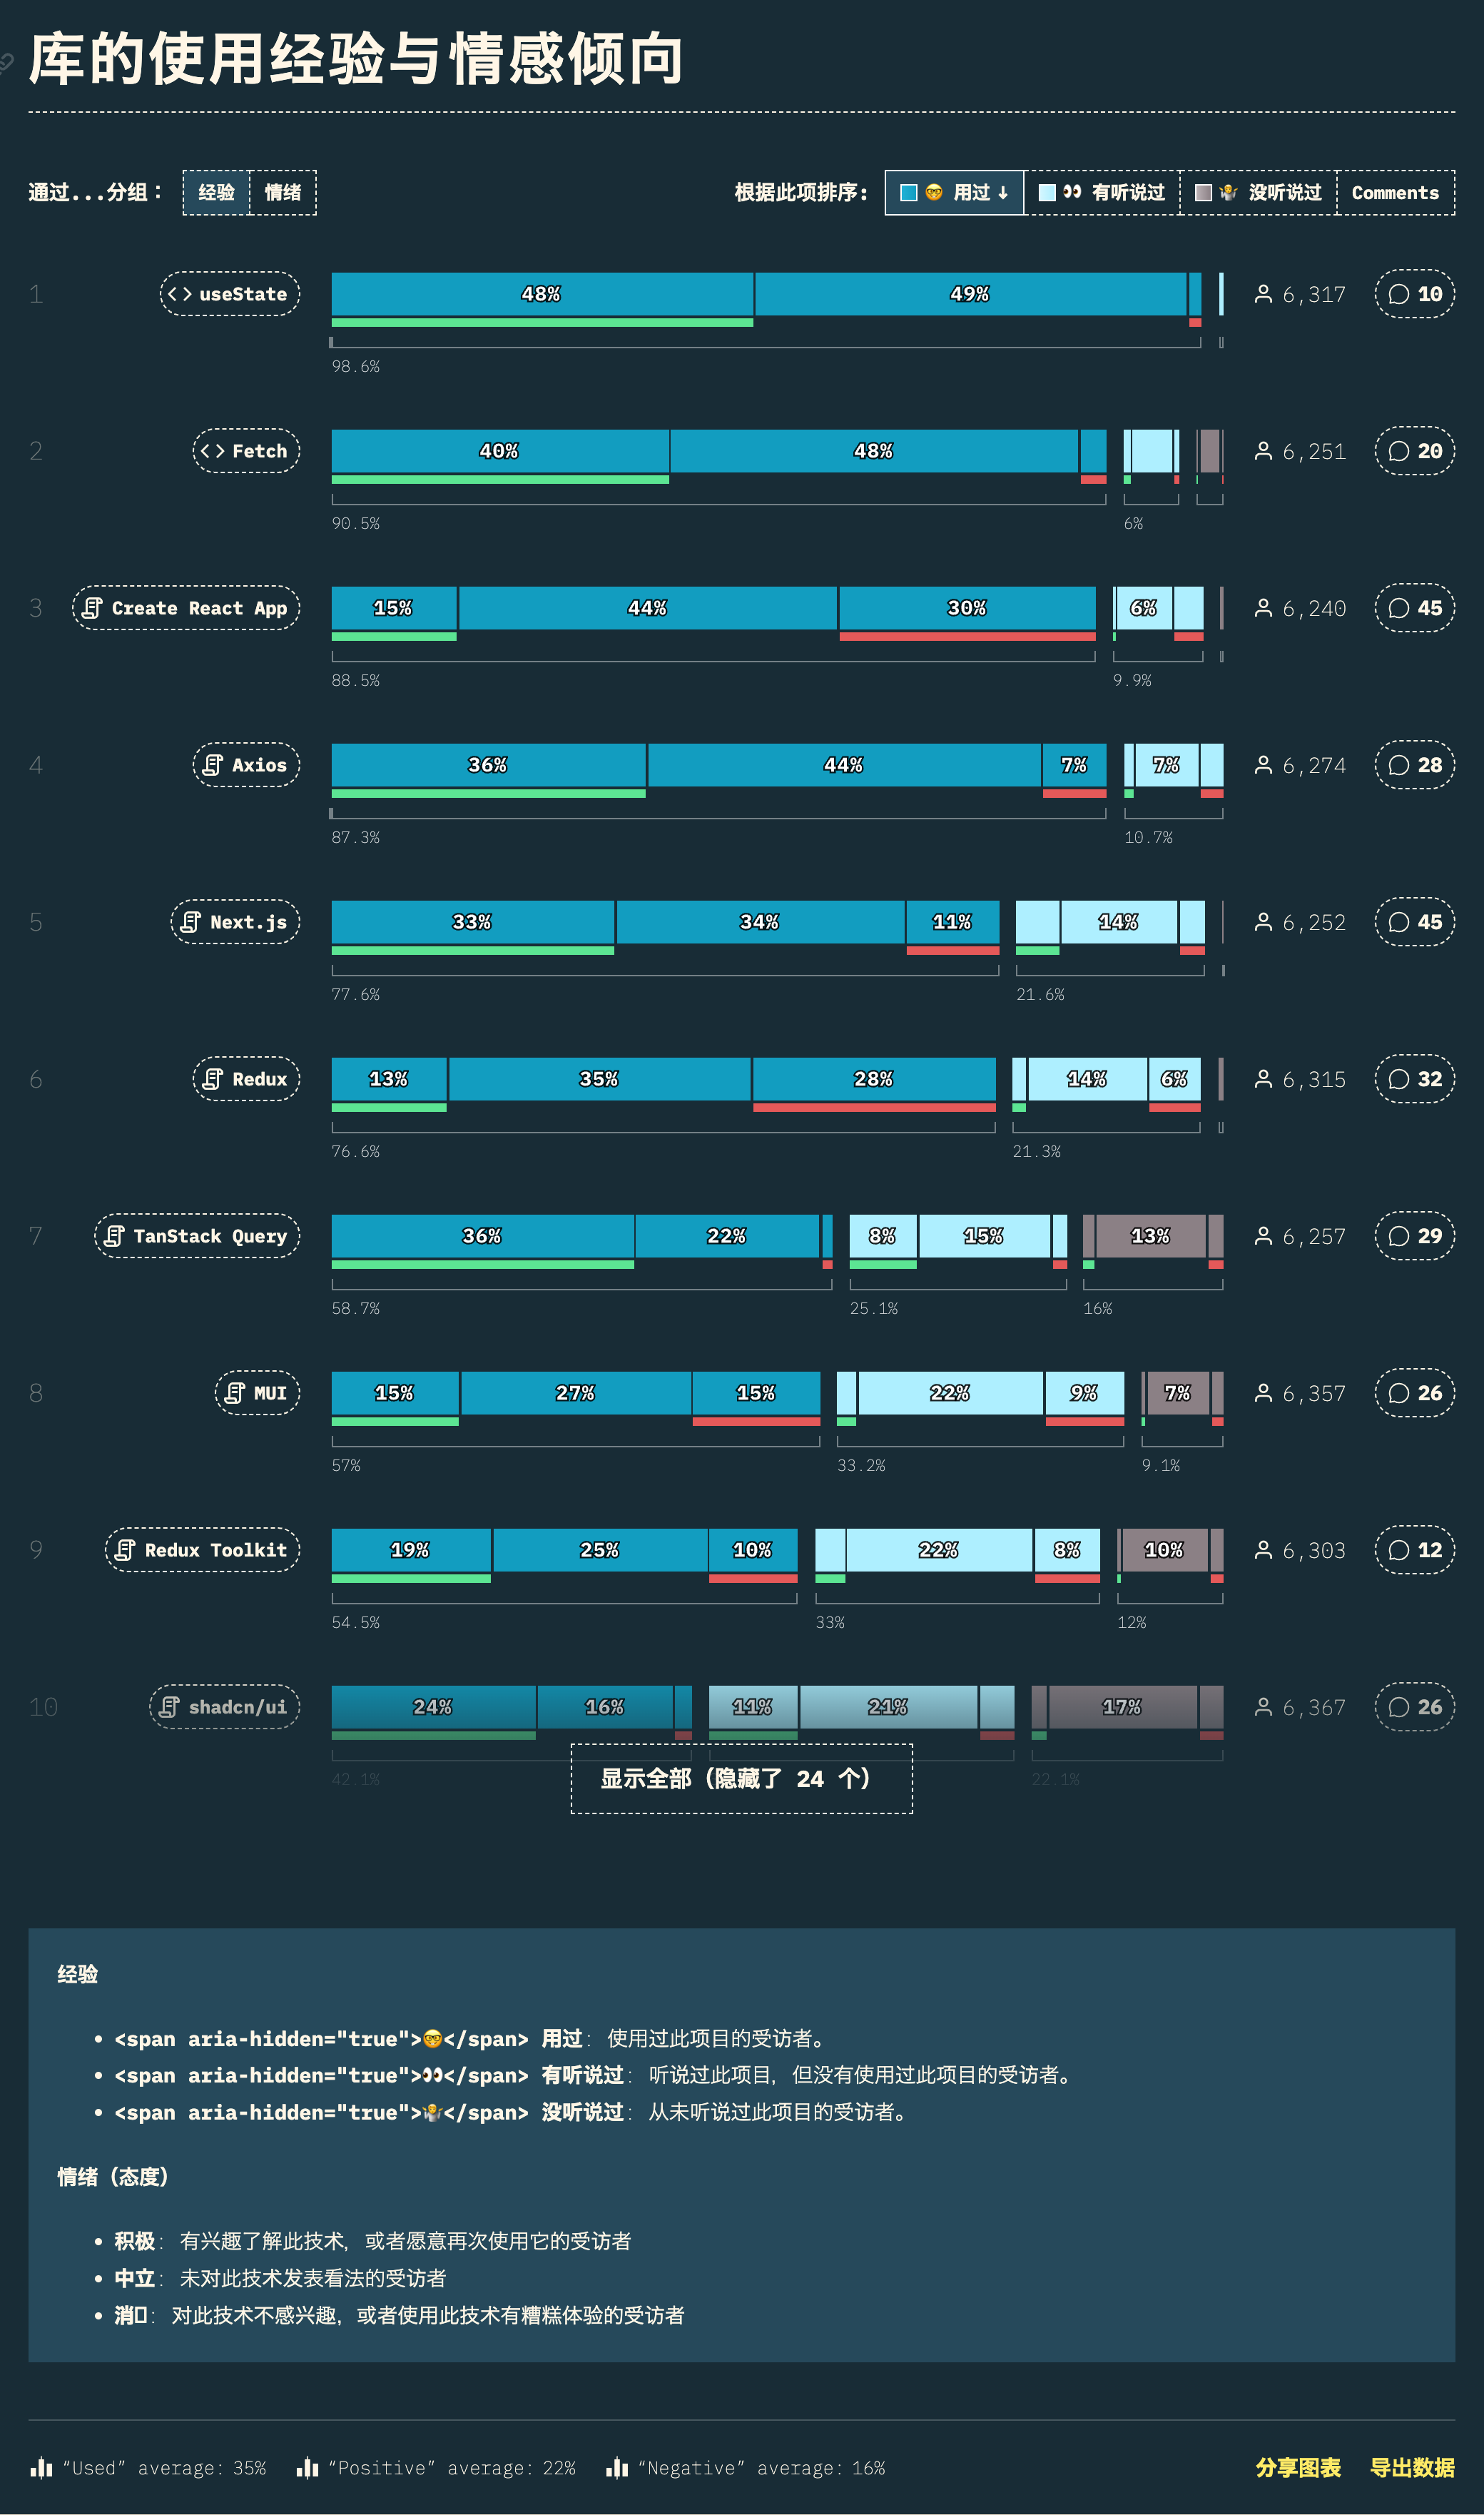 库的使用经验与情感倾向
通过...分组： 经验 情绪 根据此项排序: 用过 ↓ 有听说过 没听说过 Comments
1 <> useState 48% 49% 6,317 10
98.6%
2 <> Fetch 40% 48% 6,251 20
90.5% 6%
3 Create React App 15% 44% 30% 6% 6,240 45
88.5% 9.9%
4 Axios 36% 44% 7% 7% 6,274 28
87.3% 10.7%
5 Next.js 33% 34% 11% 14% 6,252 45
77.6% 21.6%
6 Redux 13% 35% 28% 14% 6% 6,315 32
76.6% 21.3%
7 TanStack Query 36% 22% 8% 15% 13% 6,257 29
58.7% 25.1% 16%
8 MUI 15% 27% 15% 22% 9% 7% 6,357 26
57% 33.2% 9.1%
9 Redux Toolkit 19% 25% 10% 22% 8% 10% 6,303 12
54.5% 33% 12%
10 shadcn/ui 24% 16% 11% 21% 17% 6,367 26
42.1% 22.1%
显示全部（隐藏了 24 个）
经验
• <span aria-hidden="true">🤓</span> 用过： 使用过此项目的受访者。
• <span aria-hidden="true">👀</span> 有听说过： 听说过此项目，但没有使用过此项目的受访者。
• <span aria-hidden="true">🤷</span> 没听说过： 从未听说过此项目的受访者。
情绪（态度）
• 积极： 有兴趣了解此技术，或者愿意再次使用它的受访者
• 中立： 未对此技术发表看法的受访者
• 消： 对此技术不感兴趣，或者使用此技术有糟糕体验的受访者
“Used” average: 35% “Positive” average: 22% “Negative” average: 16% 分享图表 导出数据